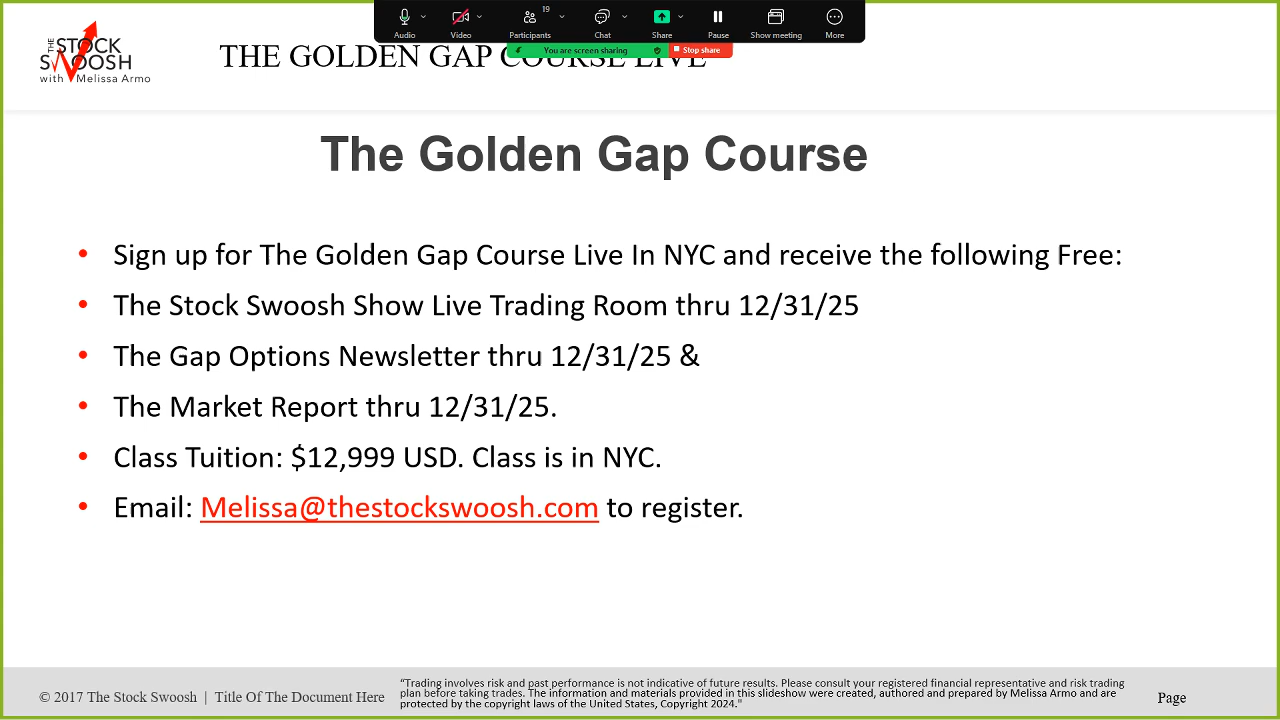 19
Audio
Video
Participants
Chat
Share
Pause
Show meeting
More
You are screen sharing
Stop share
THE
STOCK
SWOOSH
with Melissa Armo
THE GOLDEN GAP COURSE LIVE
The Golden Gap Course
• Sign up for The Golden Gap Course Live In NYC and receive the following Free:
• The Stock Swoosh Show Live Trading Room thru 12/31/25
• The Gap Options Newsletter thru 12/31/25 &
• The Market Report thru 12/31/25.
• Class Tuition: $12,999 USD. Class is in NYC.
• Email: Melissa@thestockswoosh.com to register.
© 2017 The Stock Swoosh | Title Of The Document Here
"Trading involves risk and past performance is not indicative of future results. Please consult your registered financial representative and risk trading
plan before taking trades. The information and materials provided in this slideshow were created, authored and prepared by Melissa Armo and are
protected by the copyright laws of the United States, Copyright 2024."
Page